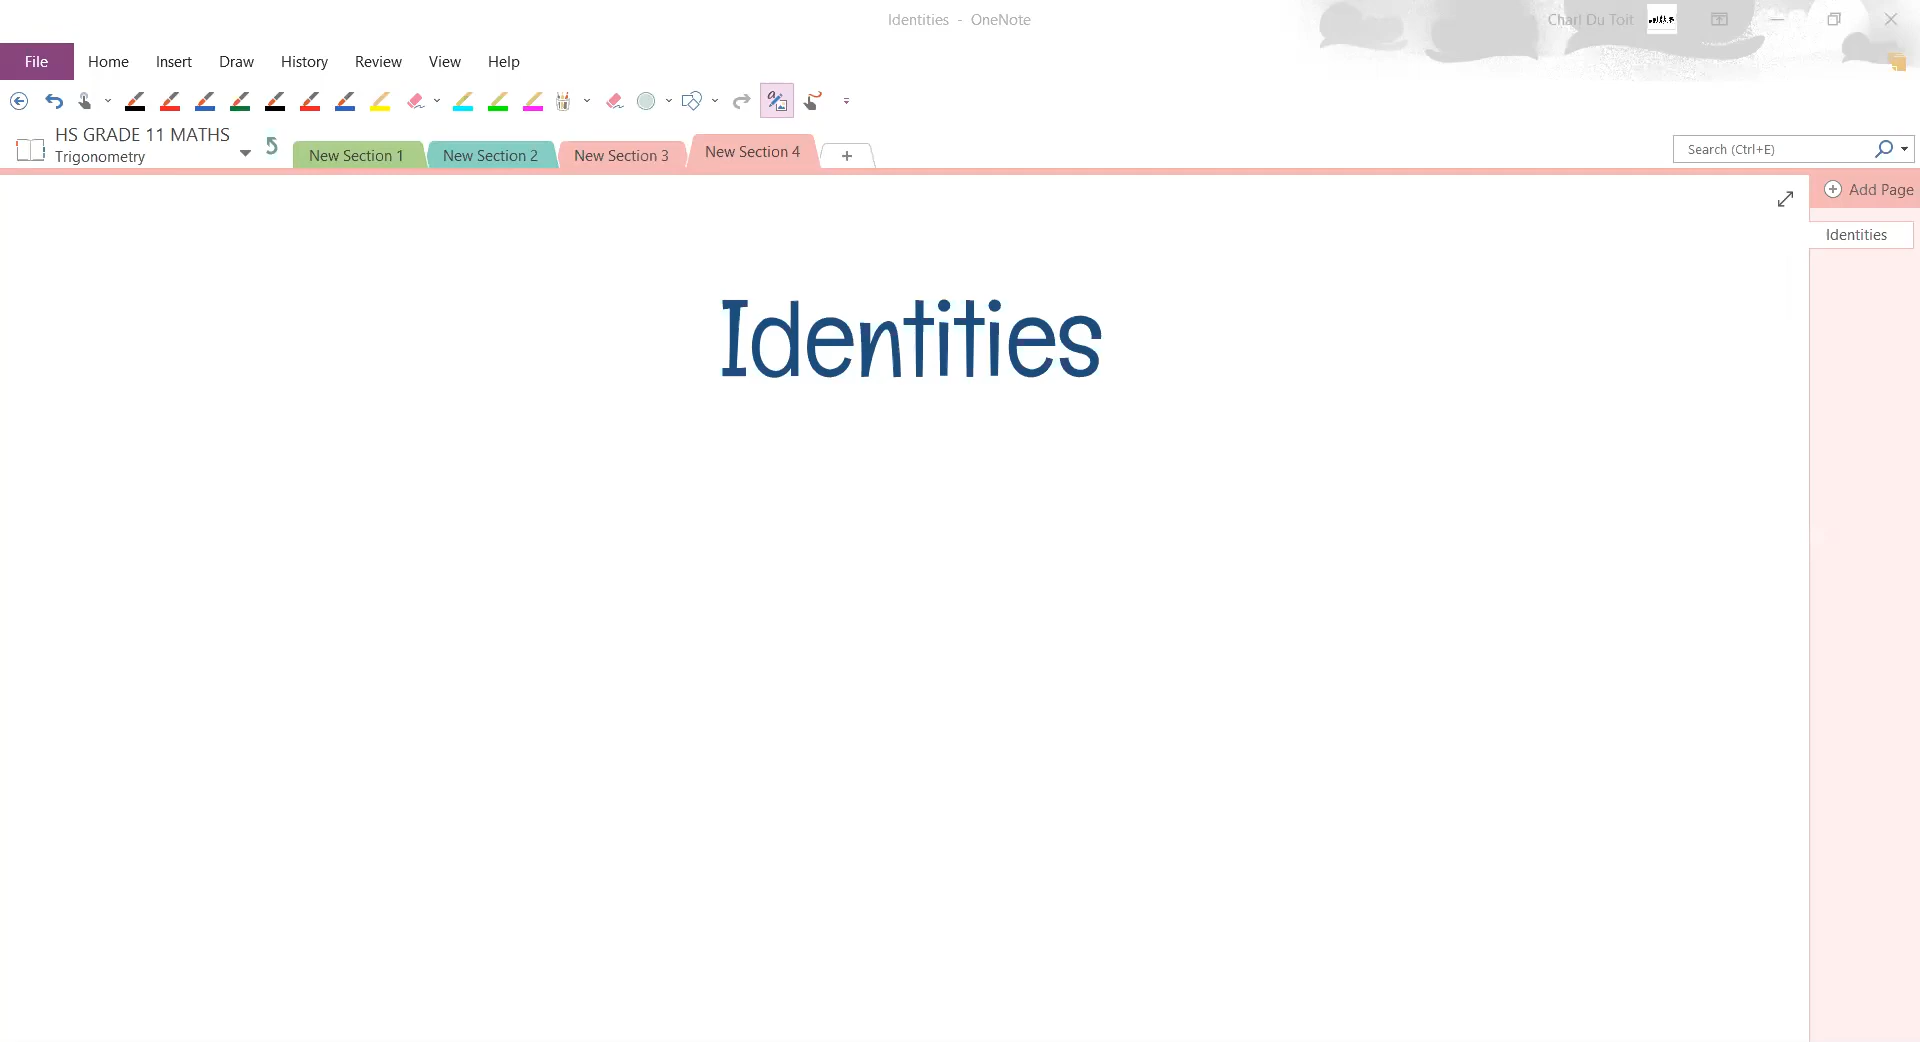 Identities - OneNote
Charl Du Toit
File Home Insert Draw History Review View Help
HS GRADE 11 MATHS
Trigonometry
New Section 1 New Section 2 New Section 3 New Section 4 +
Search (Ctrl+E)
Add Page
Identities
Identities